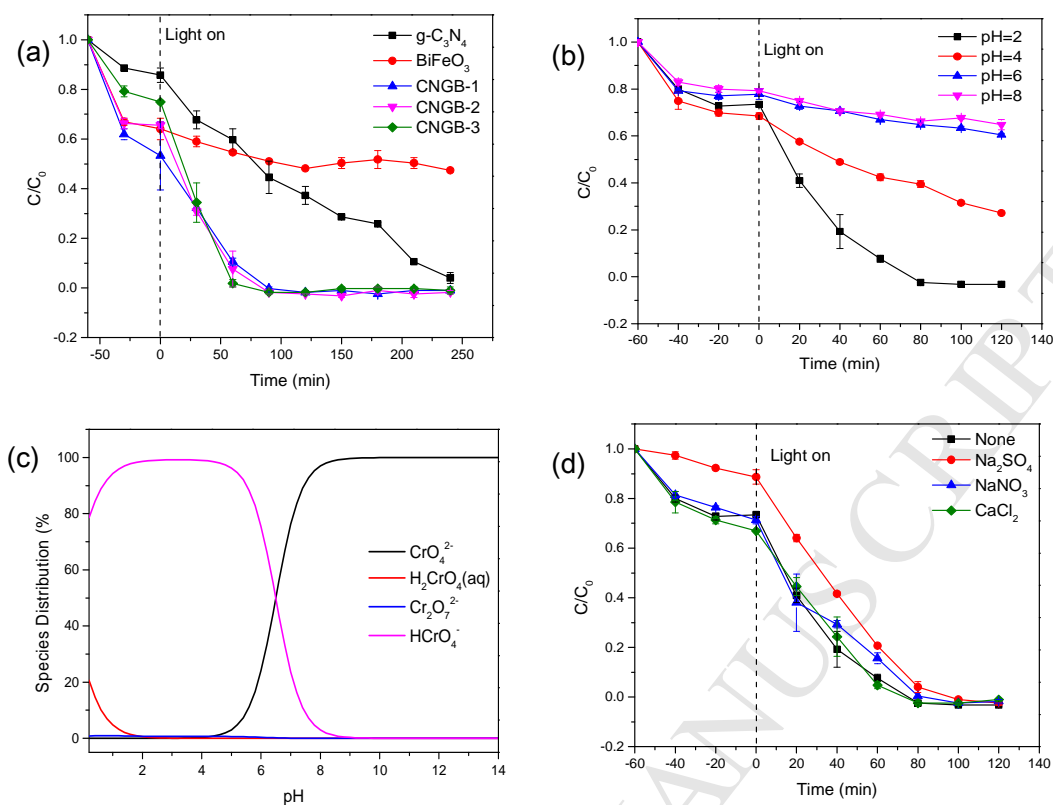 (a)
Light on
g-C₃N₄
BiFeO₃
CNGB-1
CNGB-2
CNGB-3
C/C₀
1.0
0.8
0.6
0.4
0.2
0.0
-0.2
-50 0 50 100 150 200 250
Time (min)
(b)
Light on
pH=2
pH=4
pH=6
pH=8
C/C₀
1.0
0.8
0.6
0.4
0.2
0.0
-0.2
-60 -40 -20 0 20 40 60 80 100 120 140
Time (min)
(c)
CrO₄²⁻
H₂CrO₄(aq)
Cr₂O₇²⁻
HCrO₄⁻
Species Distribution (%
100
80
60
40
20
0
2 4 6 8 10 12 14
pH
(d)
Light on
None
Na₂SO₄
NaNO₃
CaCl₂
C/C₀
1.0
0.8
0.6
0.4
0.2
0.0
-0.2
-60 -40 -20 0 20 40 60 80 100 120 140
Time (min)
ANUSCRIPT